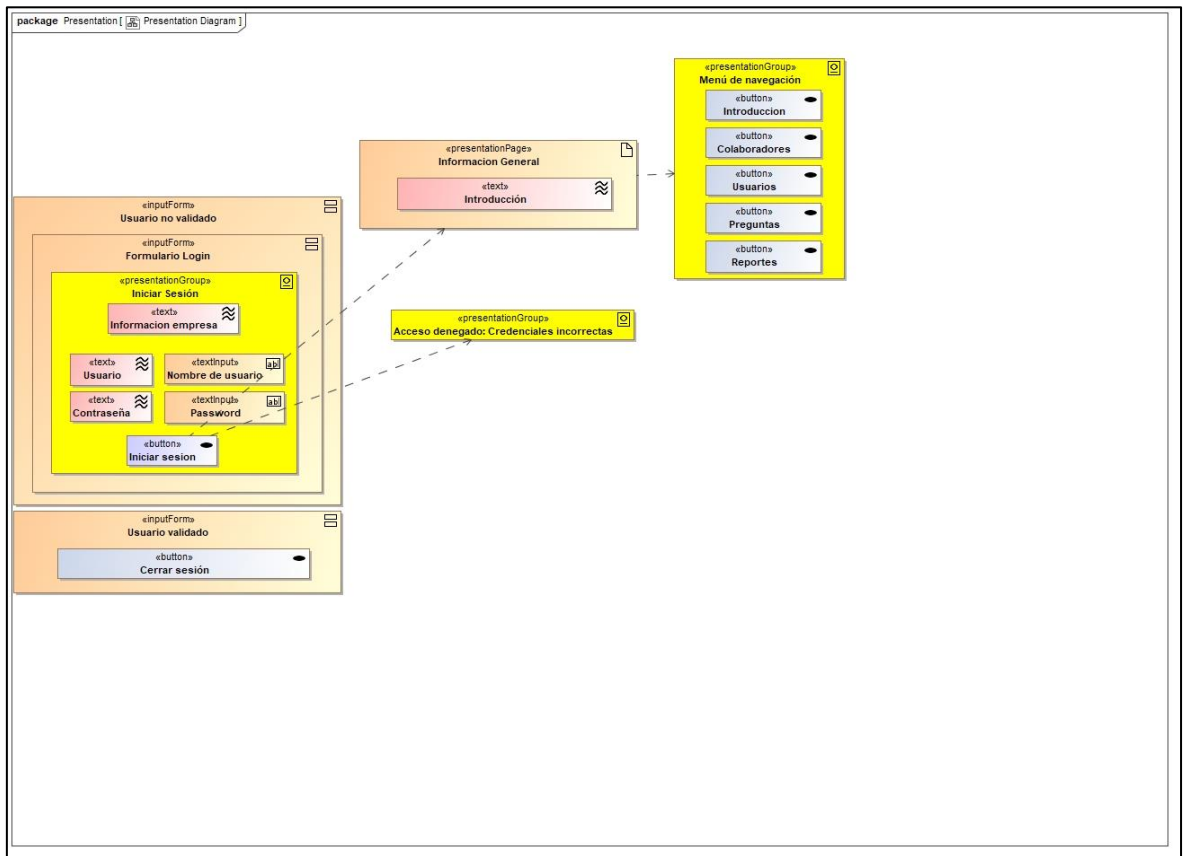 package Presentation [ Presentation Diagram ]
«presentationGroup»
Menú de navegación
«button»
Introduccion
«button»
Colaboradores
«button»
Usuarios
«button»
Preguntas
«button»
Reportes
«presentationPage»
Informacion General
«text»
Introducción
«inputForm»
Usuario no validado
«inputForm»
Formulario Login
«presentationGroup»
Iniciar Sesión
«text»
Informacion empresa
«text»
Usuario
«textInput»
Nombre de usuario
ab
«text»
Contraseña
«textInput»
Password
ab
«button»
Iniciar sesion
«presentationGroup»
Acceso denegado: Credenciales incorrectas
«inputForm»
Usuario validado
«button»
Cerrar sesión